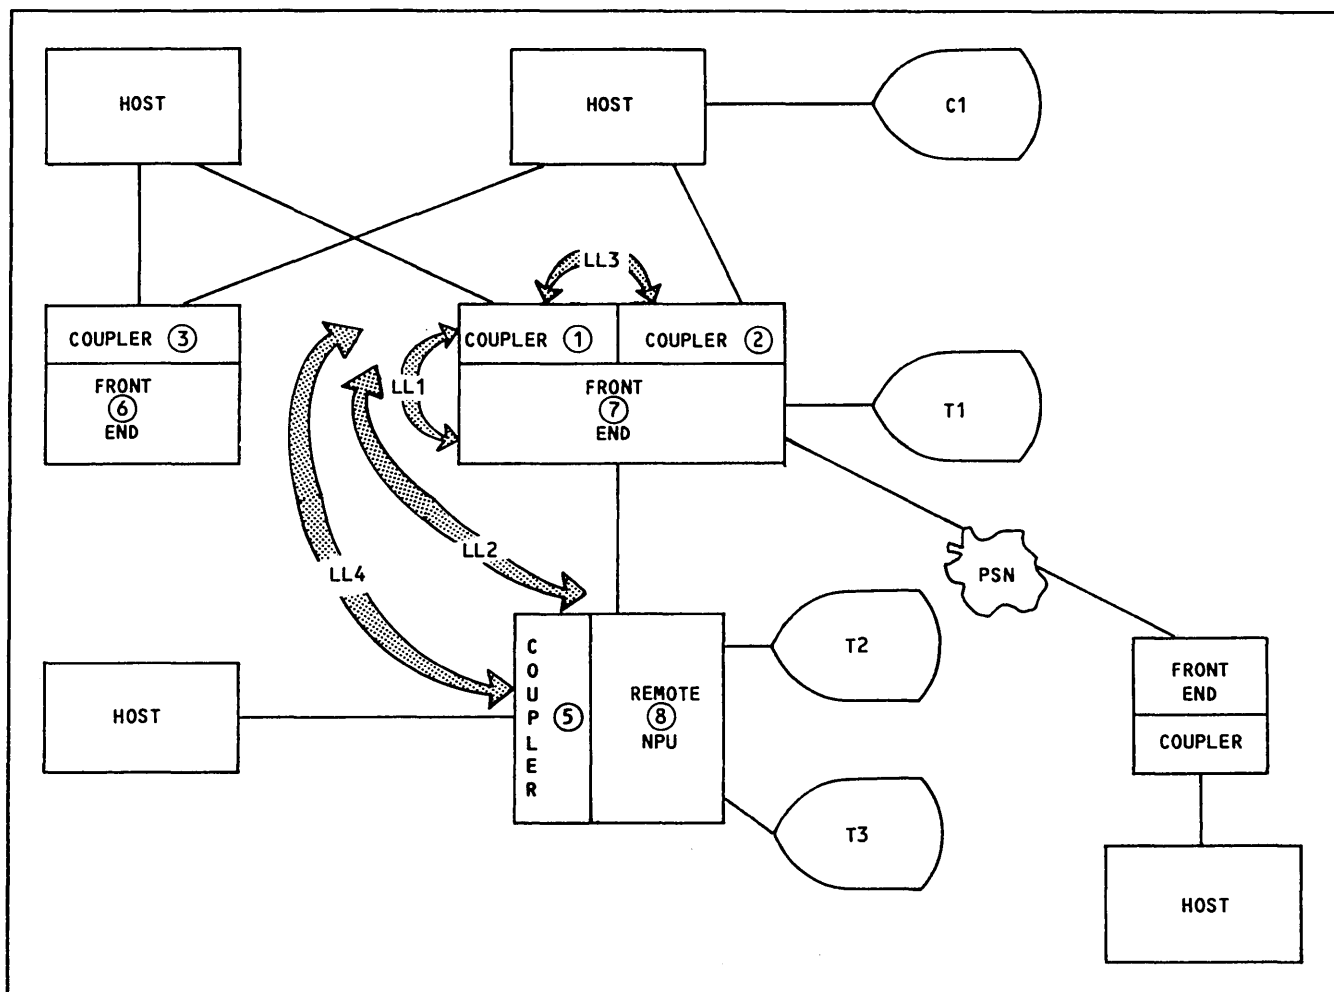 HOST
HOST
C1
LL3
COUPLER ③
COUPLER ①
COUPLER ②
LL1
FRONT
⑥
END
FRONT
⑦
END
T1
LL2
LL4
PSN
C
O
U
P
L
E
R
⑤
REMOTE
⑧
NPU
T2
T3
HOST
FRONT
END
COUPLER
HOST